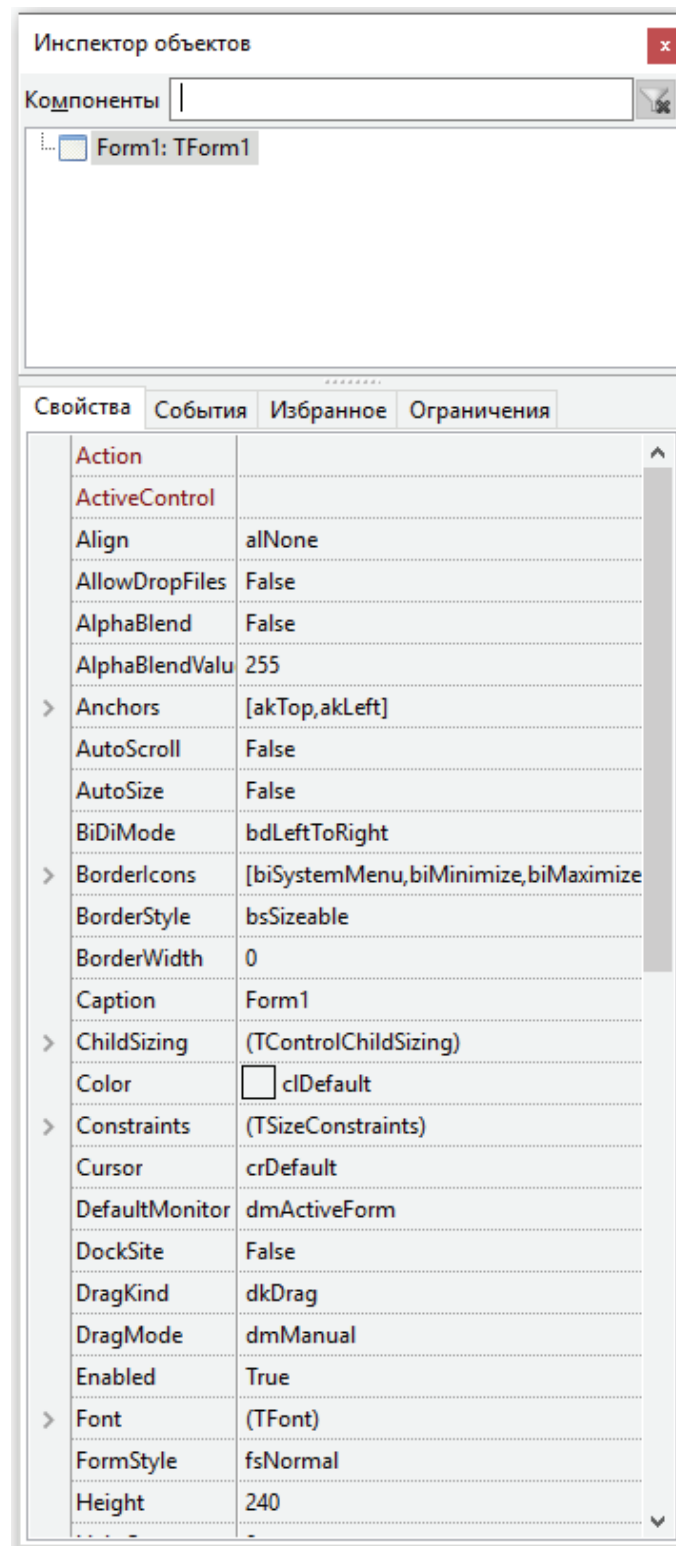 Инспектор объектов
x
Компоненты
Form1: TForm1
Свойства События Избранное Ограничения
Action
ActiveControl
Align alNone
AllowDropFiles False
AlphaBlend False
AlphaBlendValu 255
> Anchors [akTop,akLeft]
AutoScroll False
AutoSize False
BiDiMode bdLeftToRight
> BorderIcons [biSystemMenu,biMinimize,biMaximize
BorderStyle bsSizeable
BorderWidth 0
Caption Form1
> ChildSizing (TControlChildSizing)
Color clDefault
> Constraints (TSizeConstraints)
Cursor crDefault
DefaultMonitor dmActiveForm
DockSite False
DragKind dkDrag
DragMode dmManual
Enabled True
> Font (TFont)
FormStyle fsNormal
Height 240